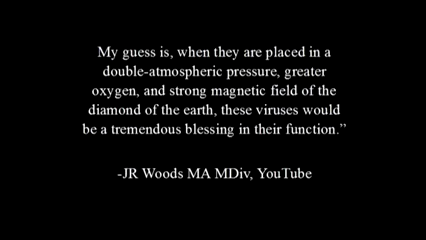 My guess is, when they are placed in a
double-atmospheric pressure, greater
oxygen, and strong magnetic field of the
diamond of the earth, these viruses would
be a tremendous blessing in their function.”
-JR Woods MA MDiv, YouTube